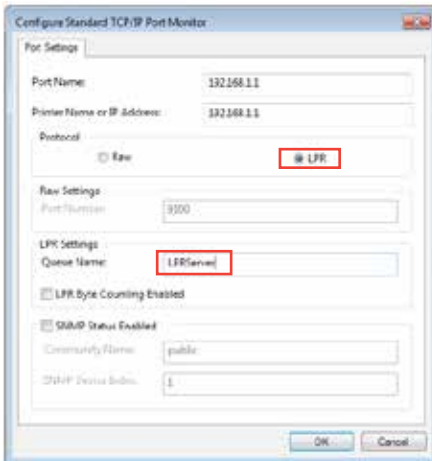 Configure Standard TCP/IP Port Monitor
Port Settings
Port Name: 192.168.1.1
Printer Name or IP Address: 192.168.1.1
Protocol
Raw LPR
Raw Settings
Port Number: 9100
LPR Settings
Queue Name: LPRServer
LPR Byte Counting Enabled
SNMP Status Enabled
Community Name: public
SNMP Device Index: 1
OK Cancel